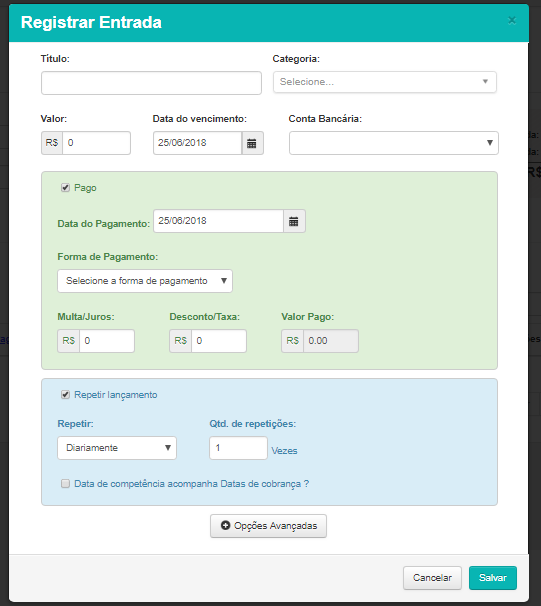 Registrar Entrada ×
Título: Categoria:
Selecione...
Valor: Data do vencimento: Conta Bancária:
R$ 0 25/06/2018
Pago
Data do Pagamento: 25/06/2018
Forma de Pagamento:
Selecione a forma de pagamento
Multa/Juros: Desconto/Taxa: Valor Pago:
R$ 0 R$ 0 R$ 0.00
Repetir lançamento
Repetir: Qtd. de repetições:
Diariamente 1 Vezes
Data de competência acompanha Datas de cobrança ?
Opções Avançadas
Cancelar Salvar